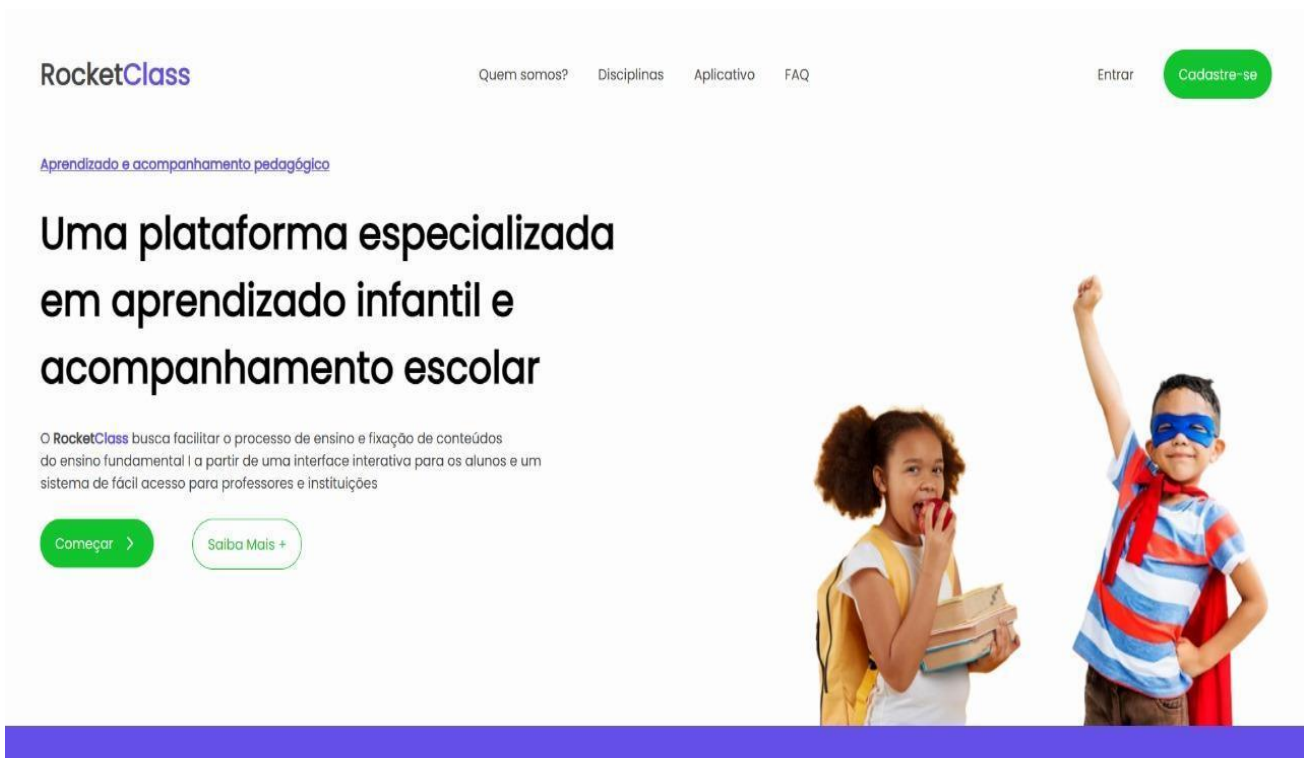 RocketClass
Quem somos? Disciplinas Aplicativo FAQ
Entrar Cadastre-se
Aprendizado e acompanhamento pedagógico
Uma plataforma especializada
em aprendizado infantil e
acompanhamento escolar
O RocketClass busca facilitar o processo de ensino e fixação de conteúdos
do ensino fundamental I a partir de uma interface interativa para os alunos e um
sistema de fácil acesso para professores e instituições
Começar >
Saiba Mais +